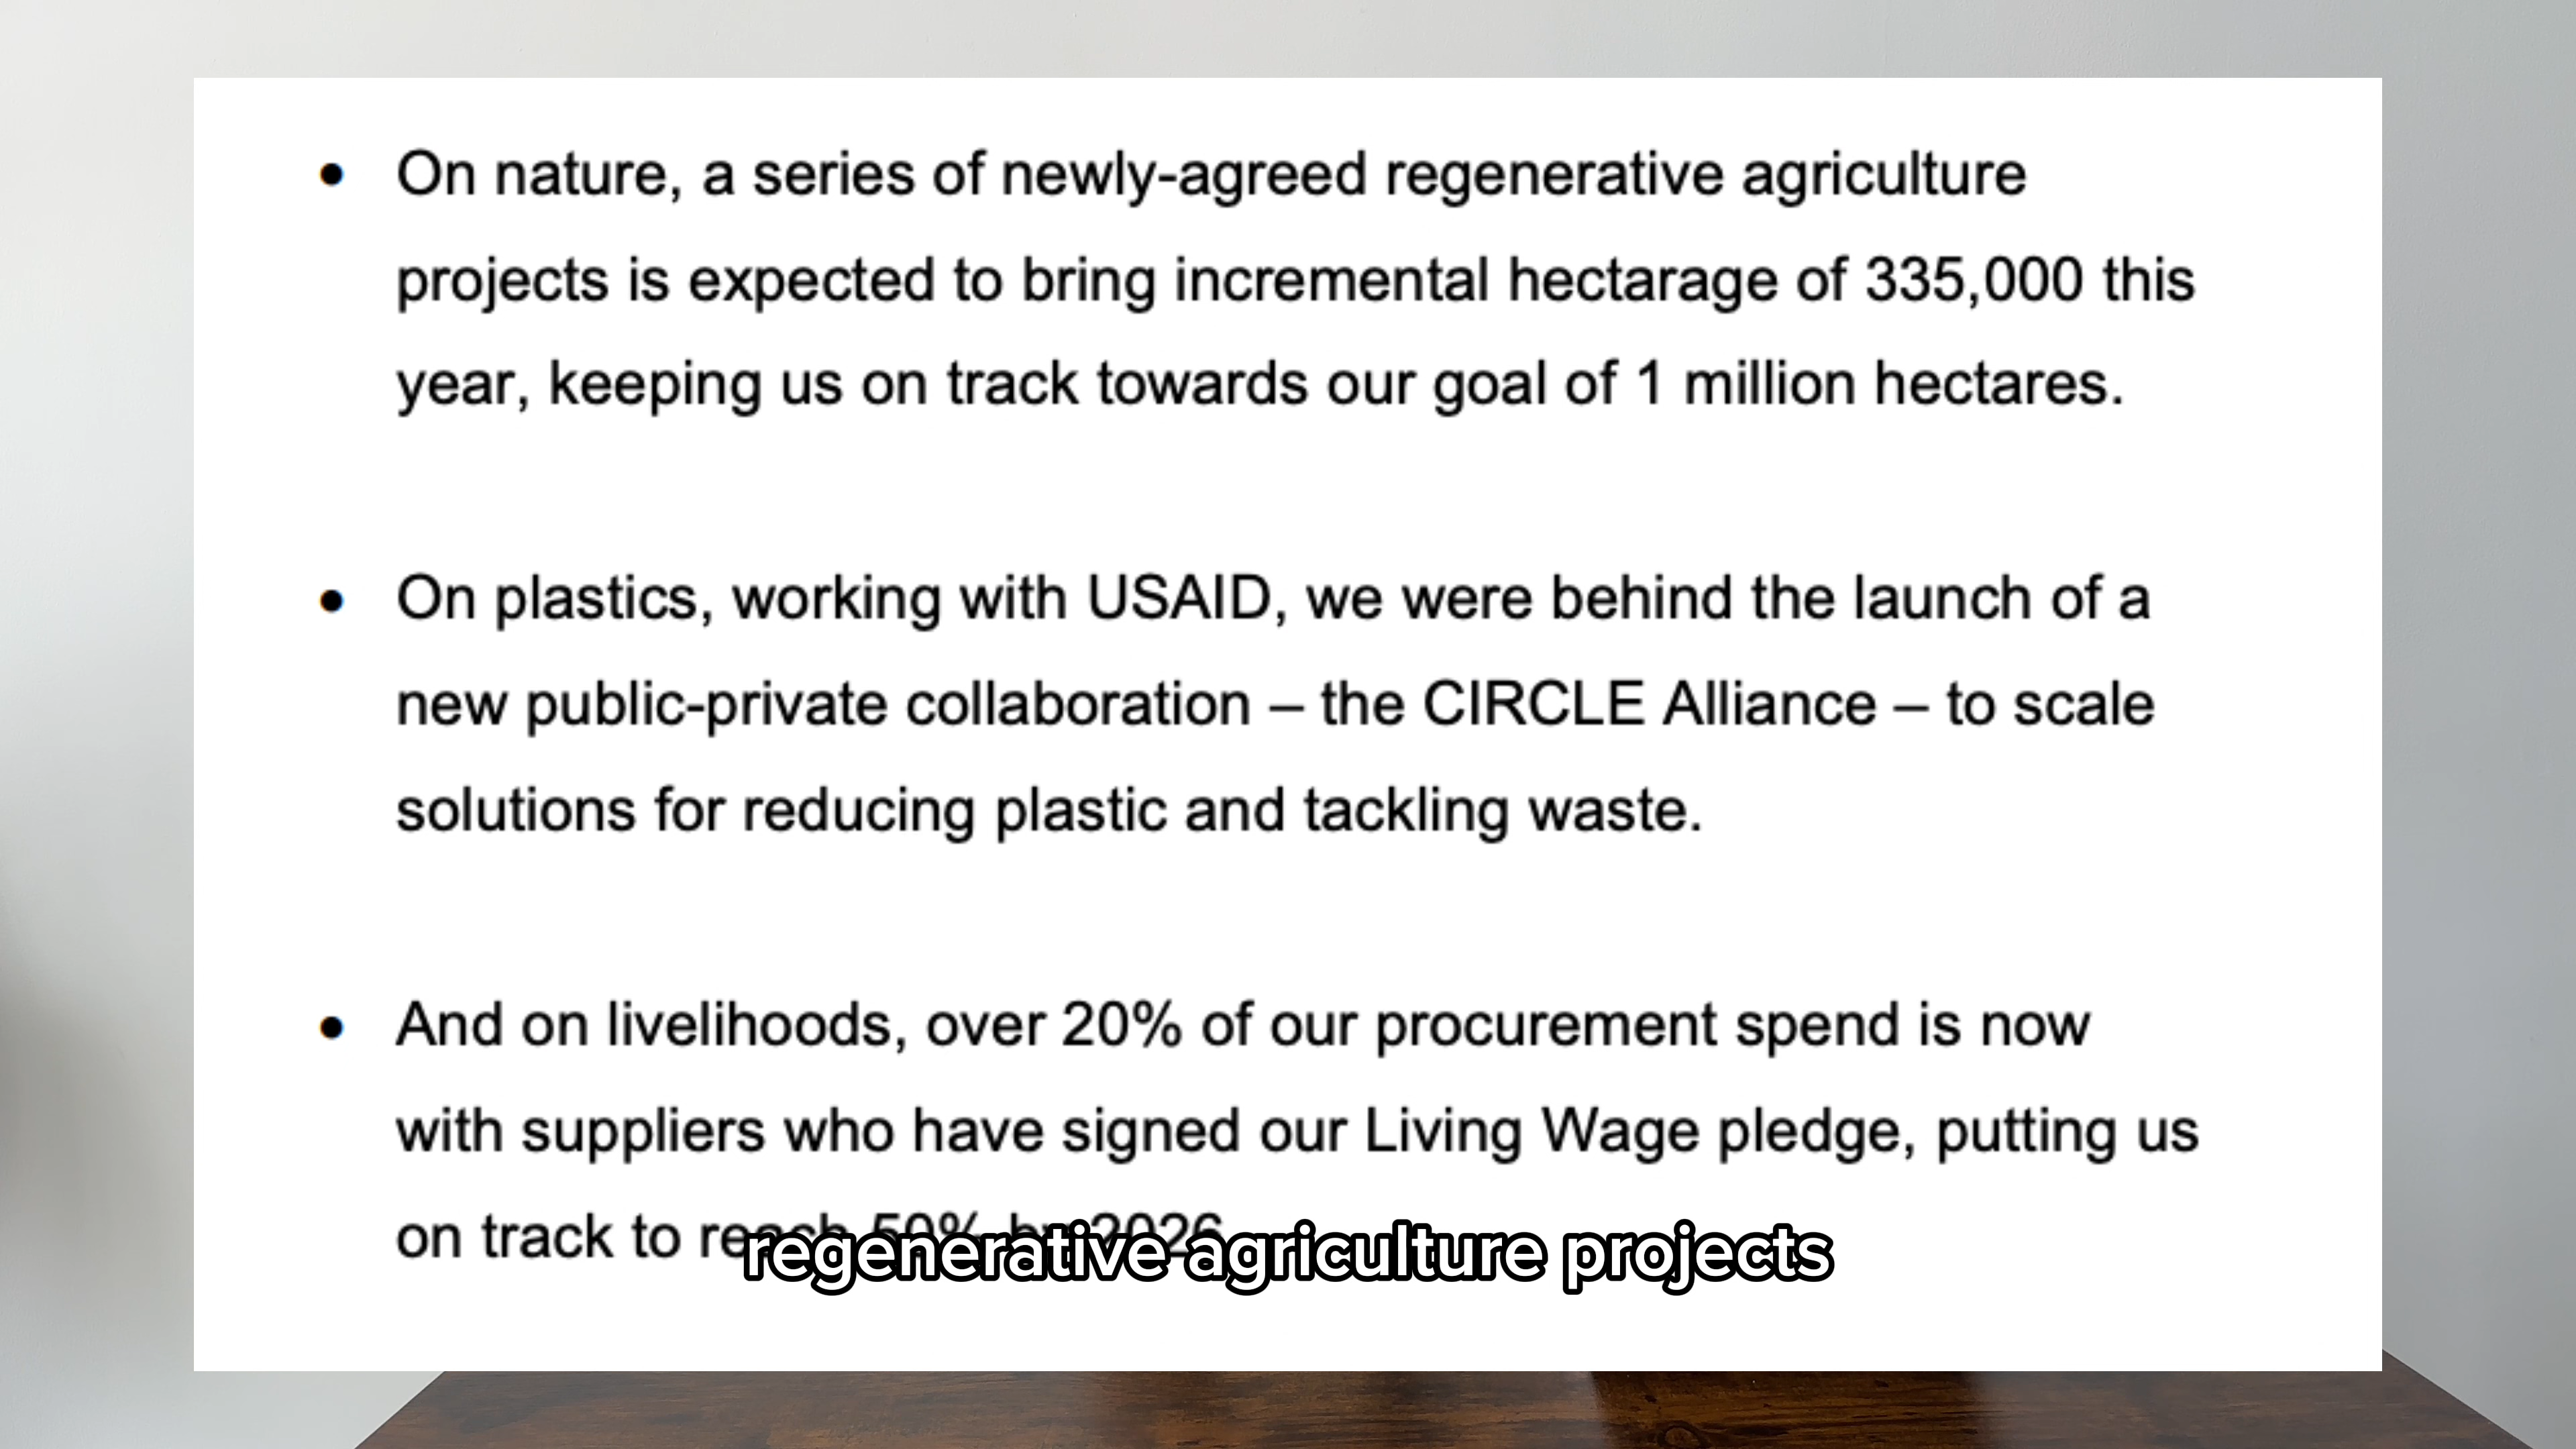 • On nature, a series of newly-agreed regenerative agriculture
projects is expected to bring incremental hectarage of 335,000 this
year, keeping us on track towards our goal of 1 million hectares.
• On plastics, working with USAID, we were behind the launch of a
new public-private collaboration – the CIRCLE Alliance – to scale
solutions for reducing plastic and tackling waste.
• And on livelihoods, over 20% of our procurement spend is now
with suppliers who have signed our Living Wage pledge, putting us
on track to reach 50% by 2026
regenerative agriculture projects